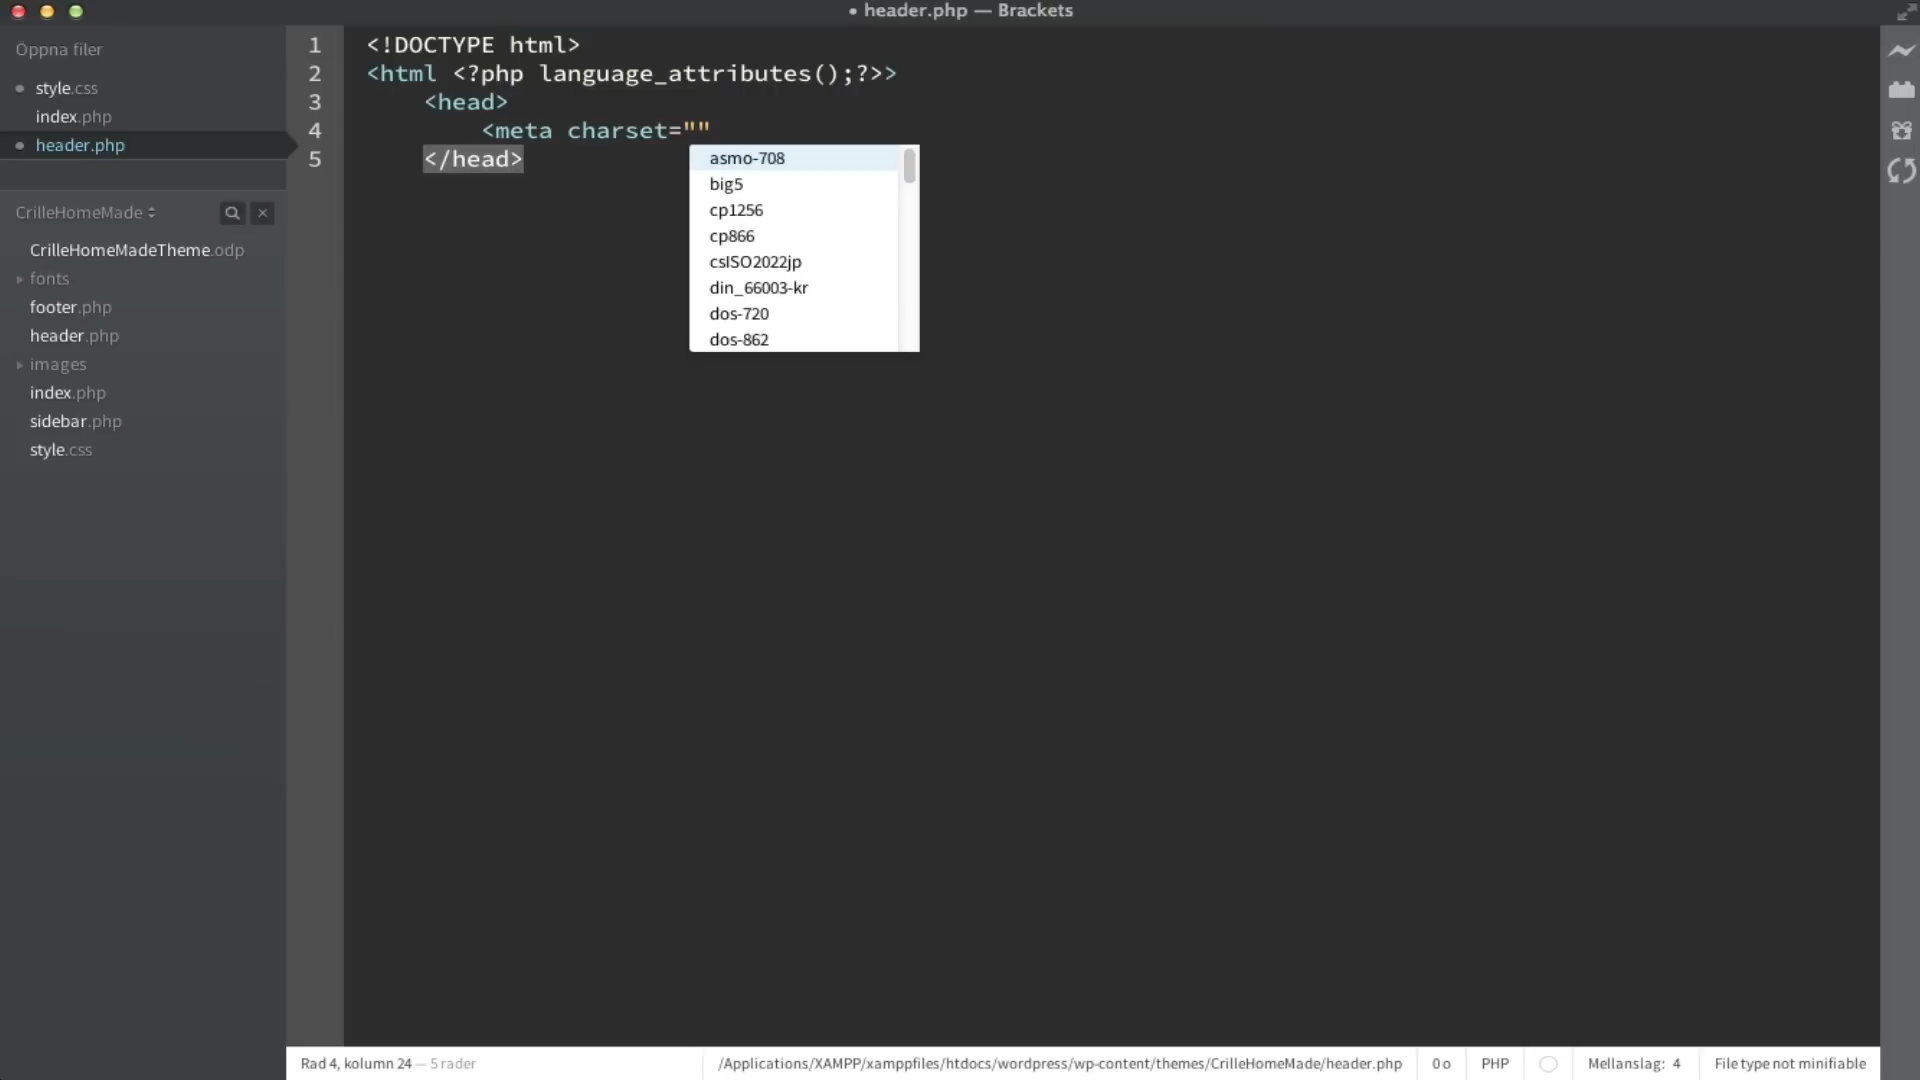 • header.php — Brackets
Öppna filer
style.css
index.php
header.php
CrilleHomeMade
CrilleHomeMadeTheme.odp
fonts
footer.php
header.php
images
index.php
sidebar.php
style.css
1 <!DOCTYPE html>
2 <html <?php language_attributes();?>>
3 <head>
4 <meta charset=""
5 </head>
asmo-708
big5
cp1256
cp866
csISO2022jp
din_66003-kr
dos-720
dos-862
Rad 4, kolumn 24 — 5 rader
/Applications/XAMPP/xamppfiles/htdocs/wordpress/wp-content/themes/CrilleHomeMade/header.php
0 o
PHP
Mellanslag: 4
File type not minifiable